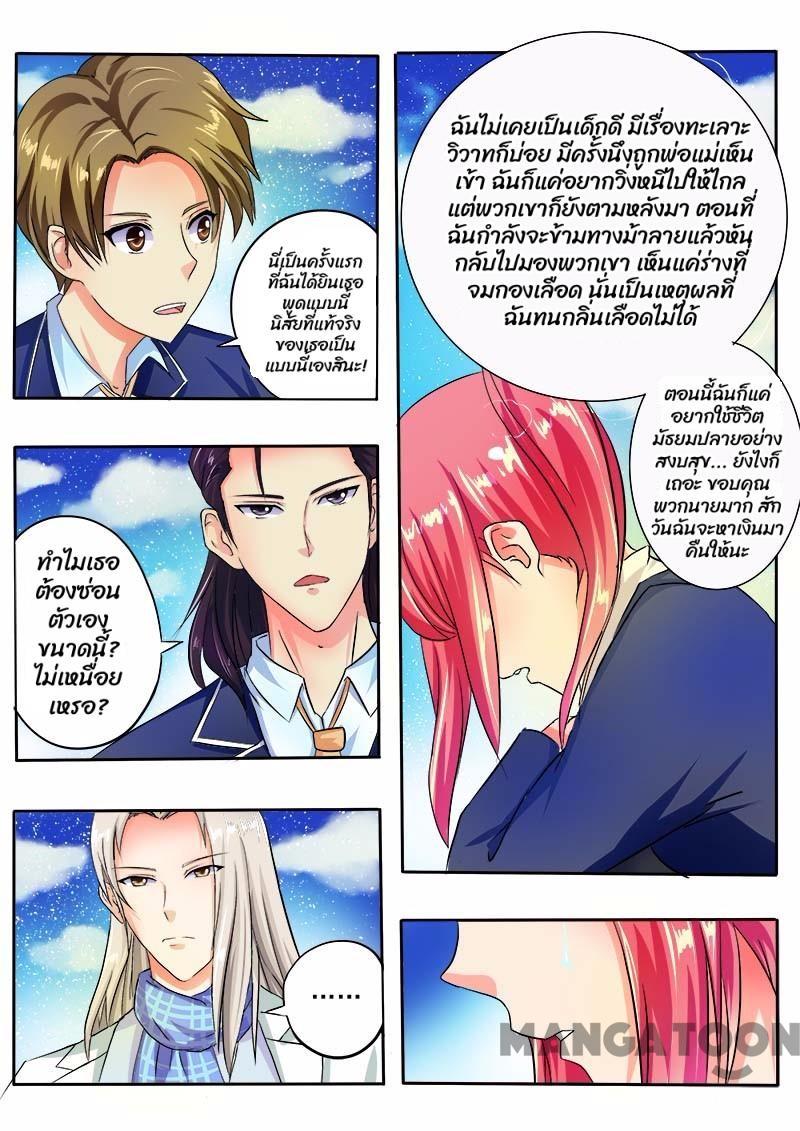 นี่เป็นครั้งแรก
ที่ฉันได้ยินเธอ
พูดแบบนี้
นิสัยที่แท้จริง
ของเธอเป็น
แบบนี้เองสินะ!
ทำไมเธอ
ต้องซ่อน
ตัวเอง
ขนาดนี้?
ไม่เหนื่อย
เหรอ?
......
ฉันไม่เคยเป็นเด็กดี มีเรื่องทะเลาะ
วิวาทก็บ่อย มีครั้งนึงถูกพ่อแม่เห็น
เข้า ฉันก็แค่อยากวิ่งหนีไปให้ไกล
แต่พวกเขาก็ยังตามหลังมา ตอนที่
ฉันกำลังจะข้ามทางม้าลายแล้วหัน
กลับไปมองพวกเขา เห็นแค่ร่างที่
จมกองเลือด นั่นเป็นเหตุผลที่
ฉันทนกลิ่นเลือดไม่ได้
ตอนนี้ฉันก็แค่
อยากใช้ชีวิต
มัธยมปลายอย่าง
สงบสุข... ยังไงก็
เถอะ ขอบคุณ
พวกนายมาก สัก
วันฉันจะหาเงินมา
คืนให้นะ
MANGATOON